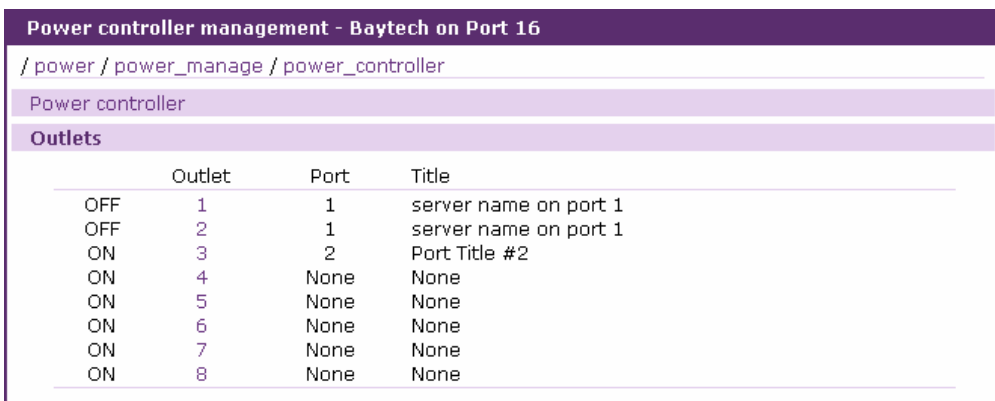 Power controller management - Baytech on Port 16
/ power / power_manage / power_controller
Power controller
Outlets
Outlet Port Title
OFF 1 1 server name on port 1
OFF 2 1 server name on port 1
ON 3 2 Port Title #2
ON 4 None None
ON 5 None None
ON 6 None None
ON 7 None None
ON 8 None None